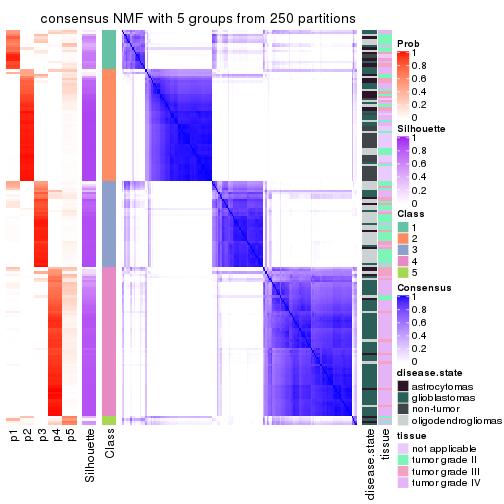 consensus NMF with 5 groups from 250 partitions
Prob
1
0.8
0.6
0.4
0.2
0
Silhouette
1
0.8
0.6
0.4
0.2
0
Class
1
2
3
4
5
Consensus
1
0.8
0.6
0.4
0.2
0
disease.state
astrocytomas
glioblastomas
non-tumor
oligodendrogliomas
tissue
not applicable
tumor grade II
tumor grade III
tumor grade IV
p1
p2
p3
p4
p5
Silhouette
Class
disease.state
tissue